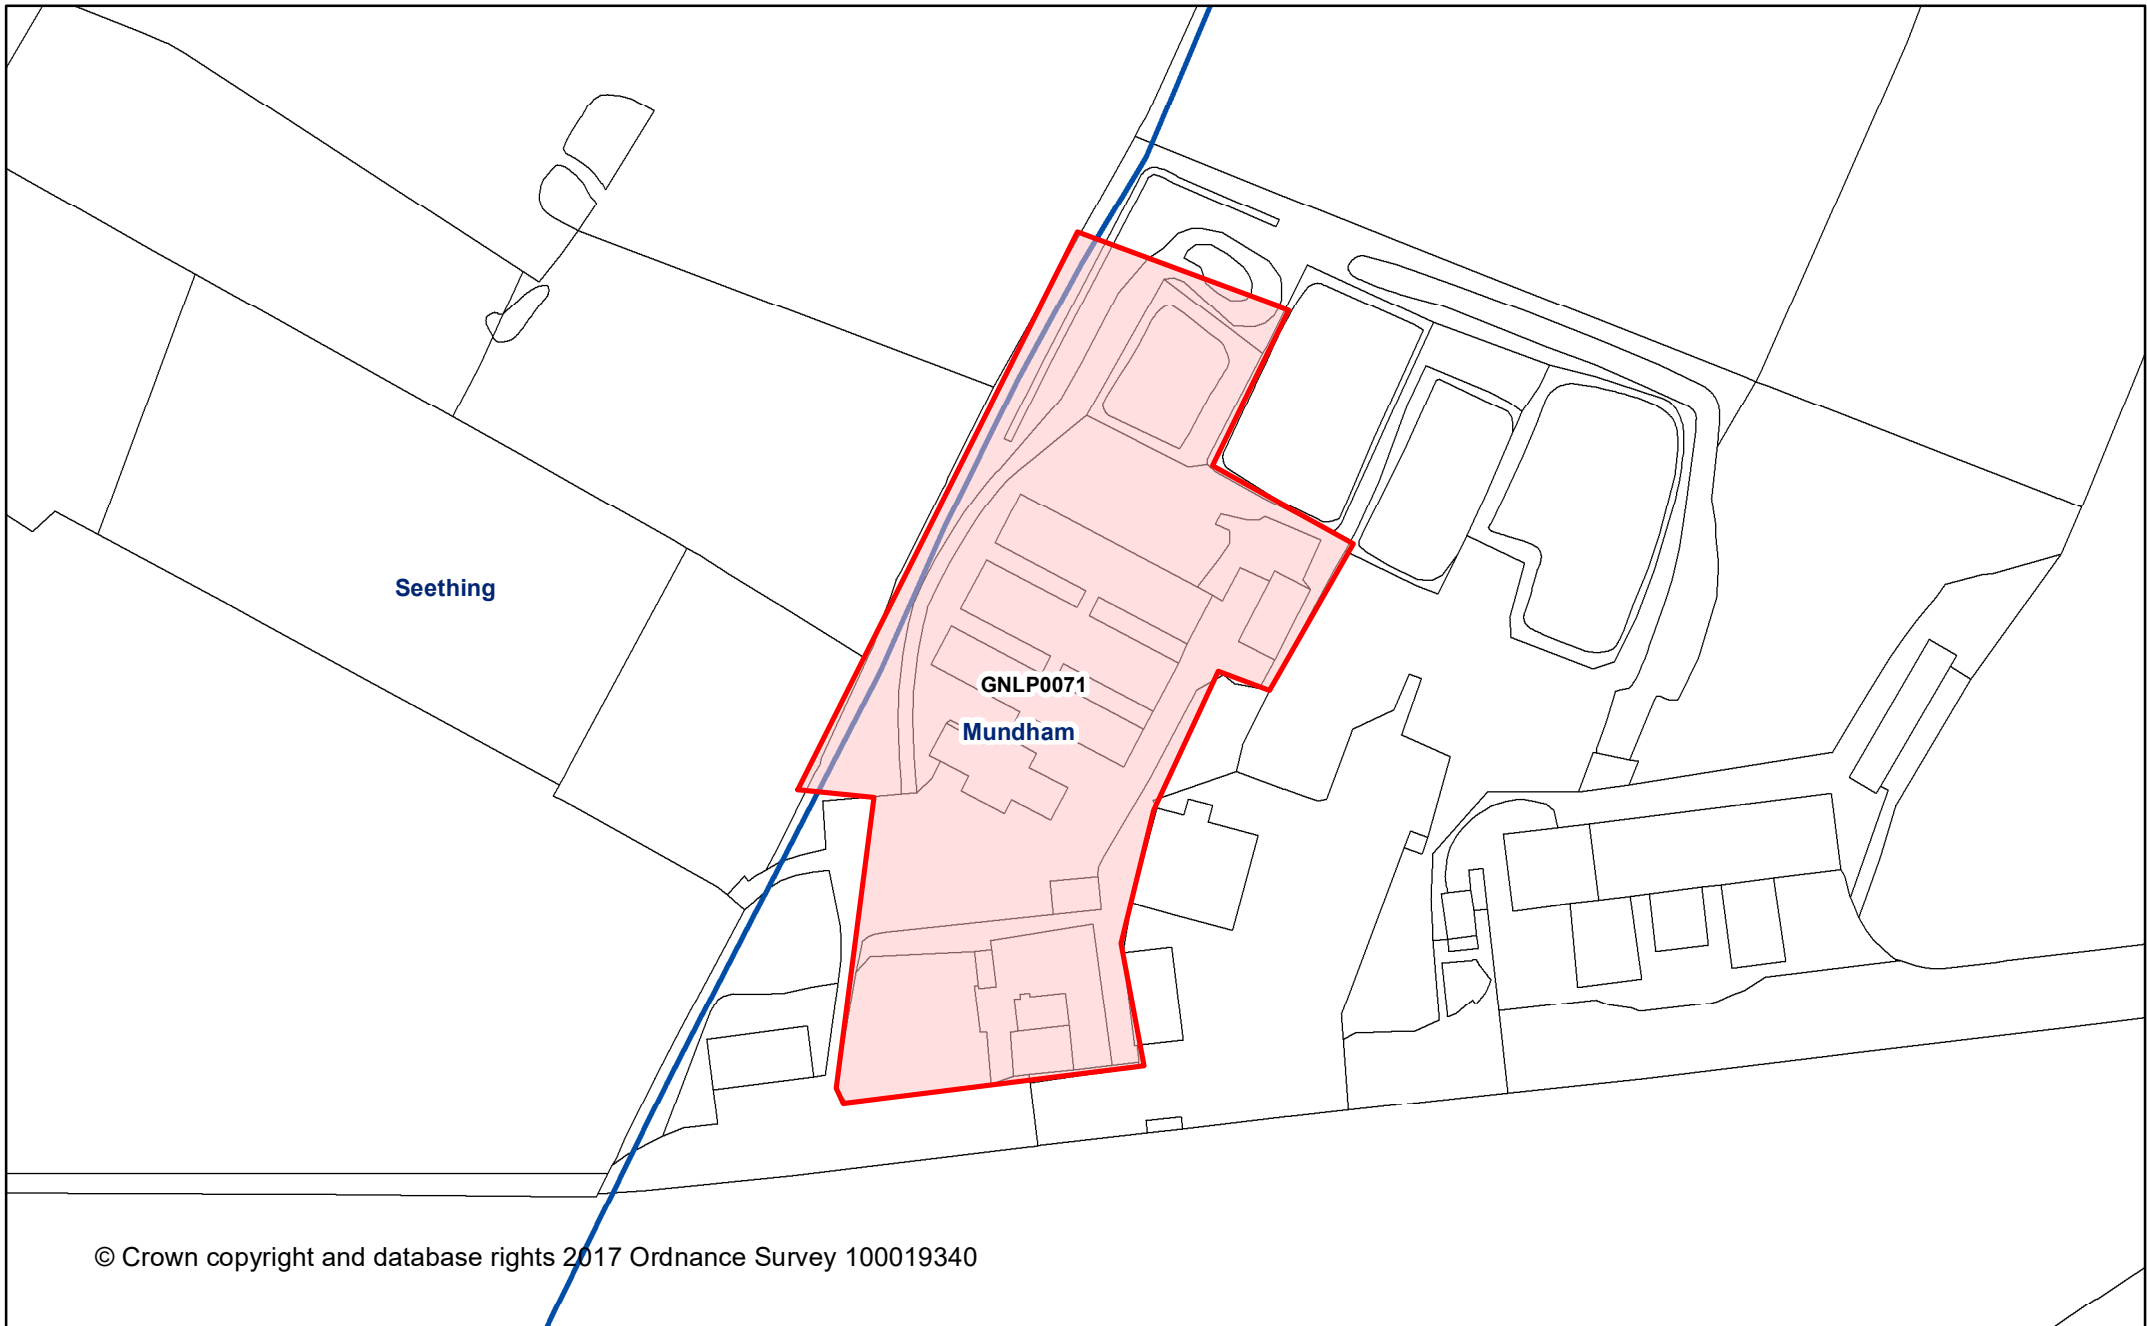 Seething
GNLP0071
Mundham
© Crown copyright and database rights 2017 Ordnance Survey 100019340